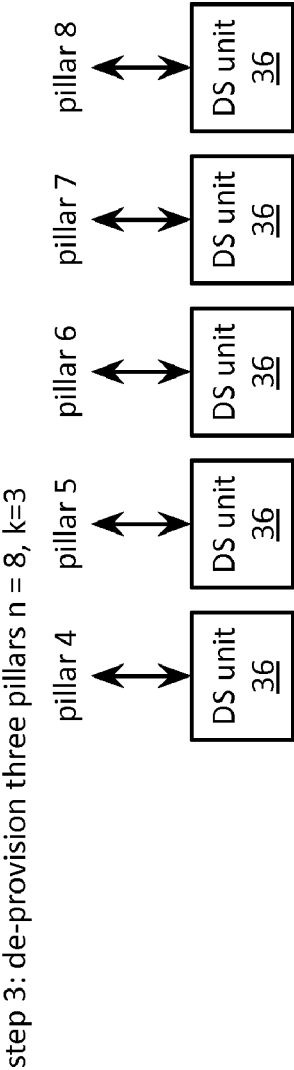 step 3: de-provision three pillars n = 8, k=3
pillar 4 pillar 5 pillar 6 pillar 7 pillar 8
DS unit DS unit DS unit DS unit DS unit
36 36 36 36 36